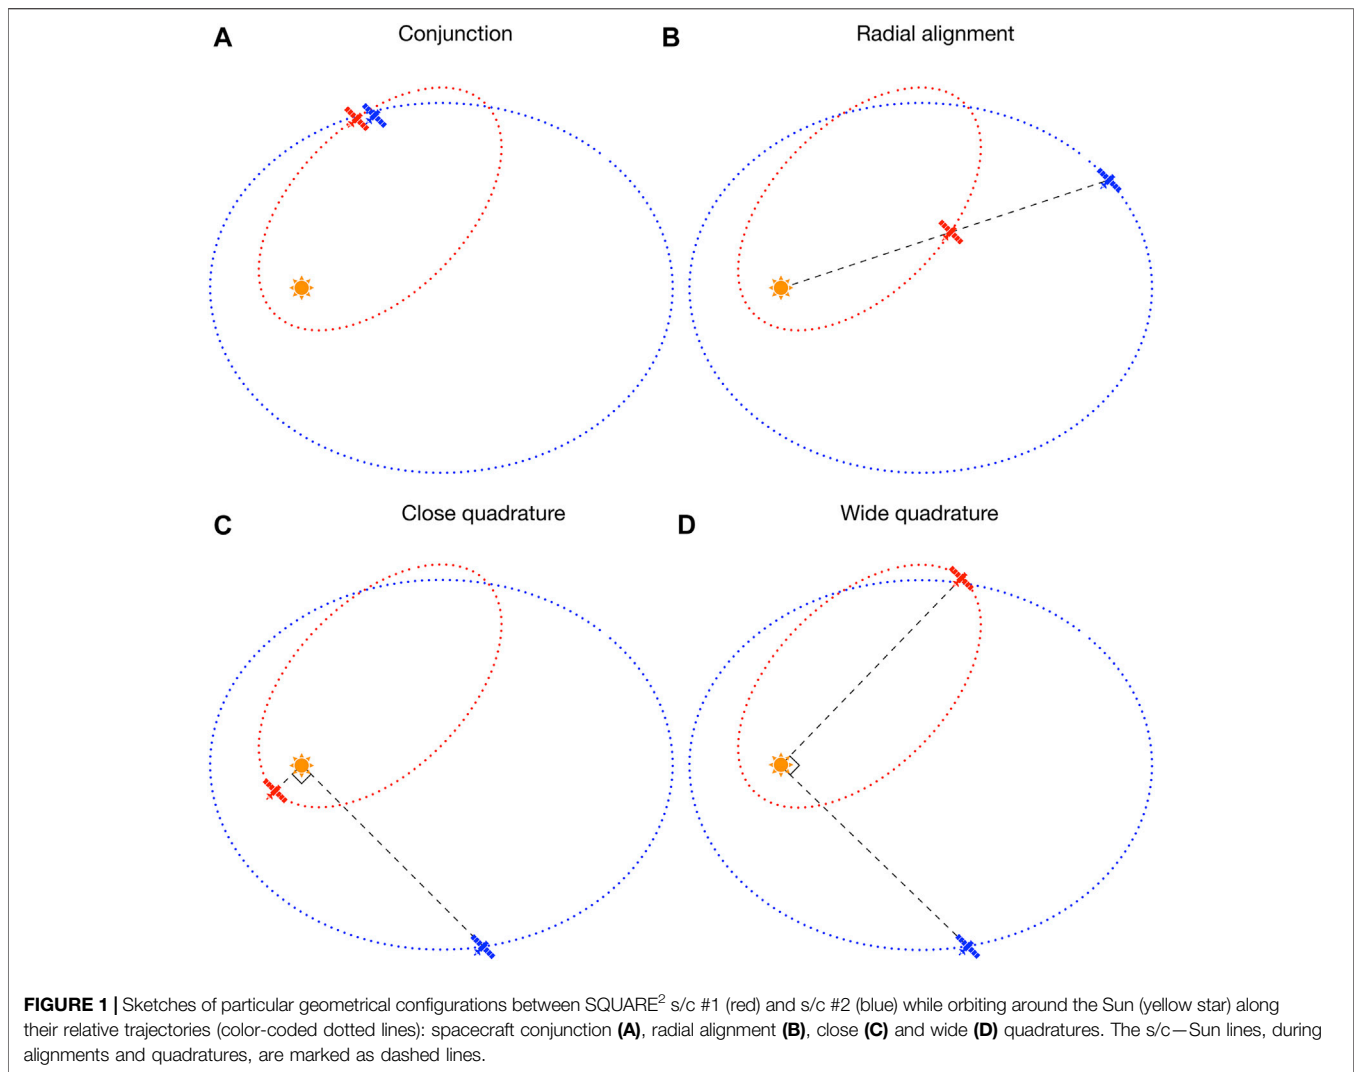 A
Conjunction
B
Radial alignment
C
Close quadrature
D
Wide quadrature
FIGURE 1 | Sketches of particular geometrical configurations between SQUARE² s/c #1 (red) and s/c #2 (blue) while orbiting around the Sun (yellow star) along
their relative trajectories (color-coded dotted lines): spacecraft conjunction (A), radial alignment (B), close (C) and wide (D) quadratures. The s/c—Sun lines, during
alignments and quadratures, are marked as dashed lines.